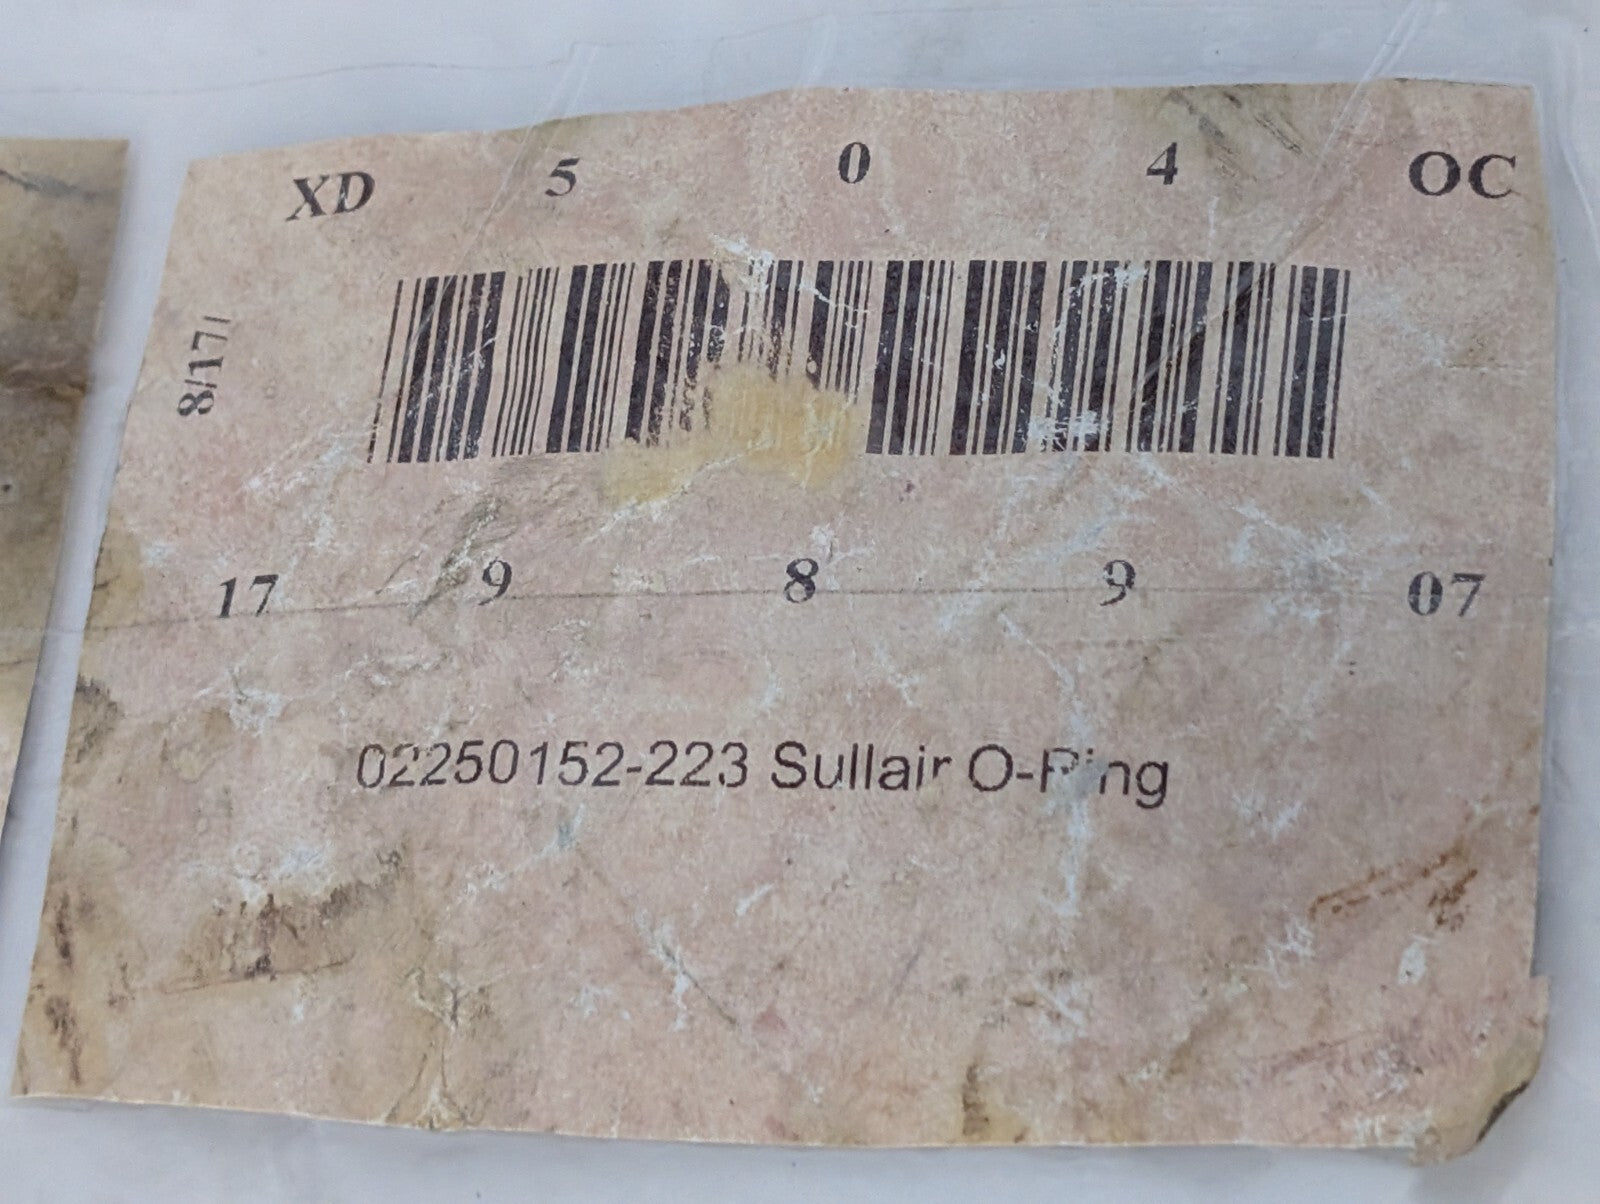 XD 5 0 4 OC
8/17/
17 9 8 9 07
02250152-223 Sullair O-Ring